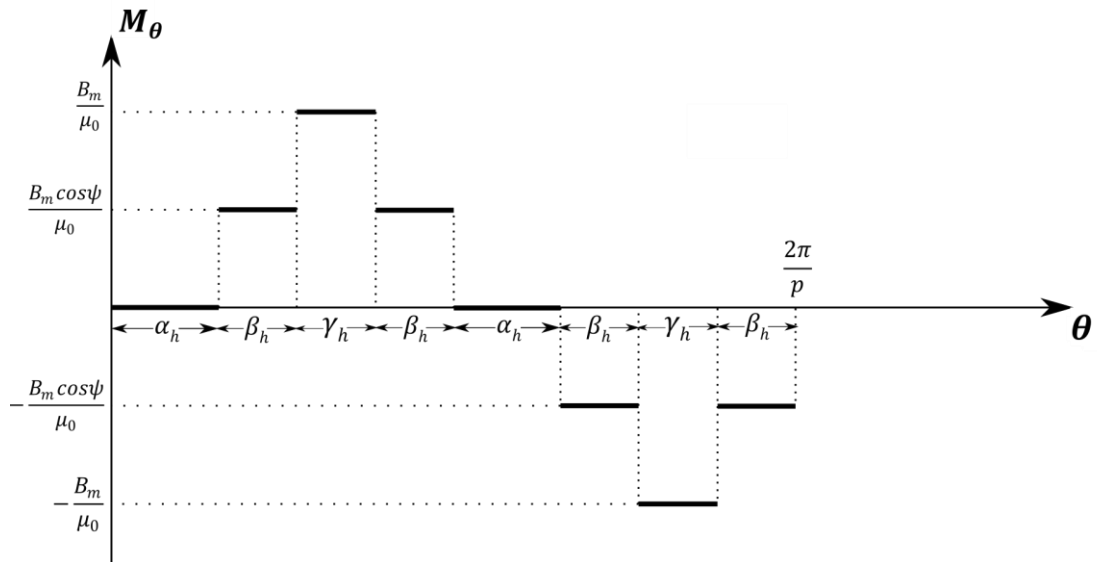 M_θ
B_m
μ_0
B_m cosψ
μ_0
2π
p
α_h β_h γ_h β_h α_h β_h γ_h β_h θ
− B_m cosψ
μ_0
− B_m
μ_0